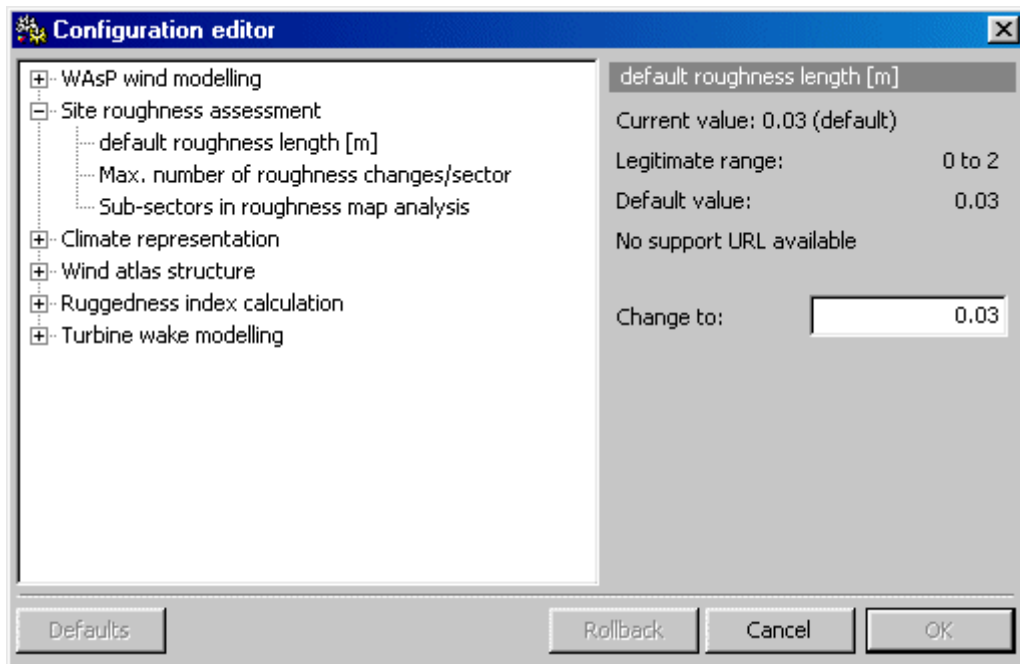 Configuration editor
WAsP wind modelling
Site roughness assessment
default roughness length [m]
Max. number of roughness changes/sector
Sub-sectors in roughness map analysis
Climate representation
Wind atlas structure
Ruggedness index calculation
Turbine wake modelling
default roughness length [m]
Current value: 0.03 (default)
Legitimate range: 0 to 2
Default value: 0.03
No support URL available
Change to: 0.03
Defaults Rollback Cancel OK